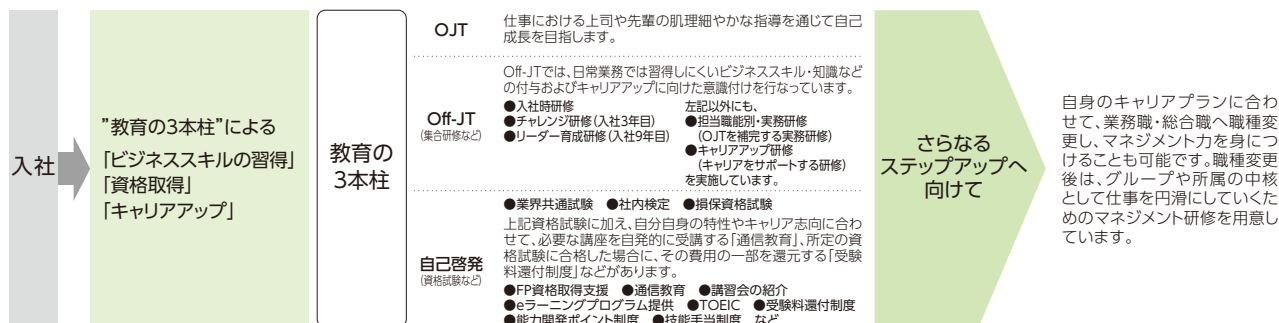 入社
”教育の3本柱”による
「ビジネススキルの習得」
「資格取得」
「キャリアアップ」
教育の
3本柱
OJT
仕事における上司や先輩の肌理細やかな指導を通じて自己
成長を目指します。
Off-JT
(集合研修など)
Off-JTでは、日常業務では習得しにくいビジネススキル・知識など
の付与およびキャリアアップに向けた意識付けを行なっています。
●入社時研修
●チャレンジ研修(入社3年目)
●リーダー育成研修(入社9年目)
左記以外にも、
●担当職能別・実務研修
(OJTを補完する実務研修)
●キャリアアップ研修
(キャリアをサポートする研修)
を実施しています。
自己啓発
(資格試験など)
●業界共通試験 ●社内検定 ●損保資格試験
上記資格試験に加え、自分自身の特性やキャリア志向に合わ
せて、必要な講座を自発的に受講する「通信教育」、所定の資
格試験に合格した場合に、その費用の一部を還元する「受験
料還付制度」などがあります。
●FP資格取得支援 ●通信教育 ●講習会の紹介
●eラーニングプログラム提供 ●TOEIC ●受験料還付制度
●能力開発ポイント制度 ●技能手当制度 など
さらなる
ステップアップへ
向けて
自身のキャリアプランに合わ
せて、業務職・総合職へ職種変
更し、マネジメント力を身につ
けることも可能です。職種変更
後は、グループや所属の中核
として仕事を円滑にしていくた
めのマネジメント研修を用意し
ています。